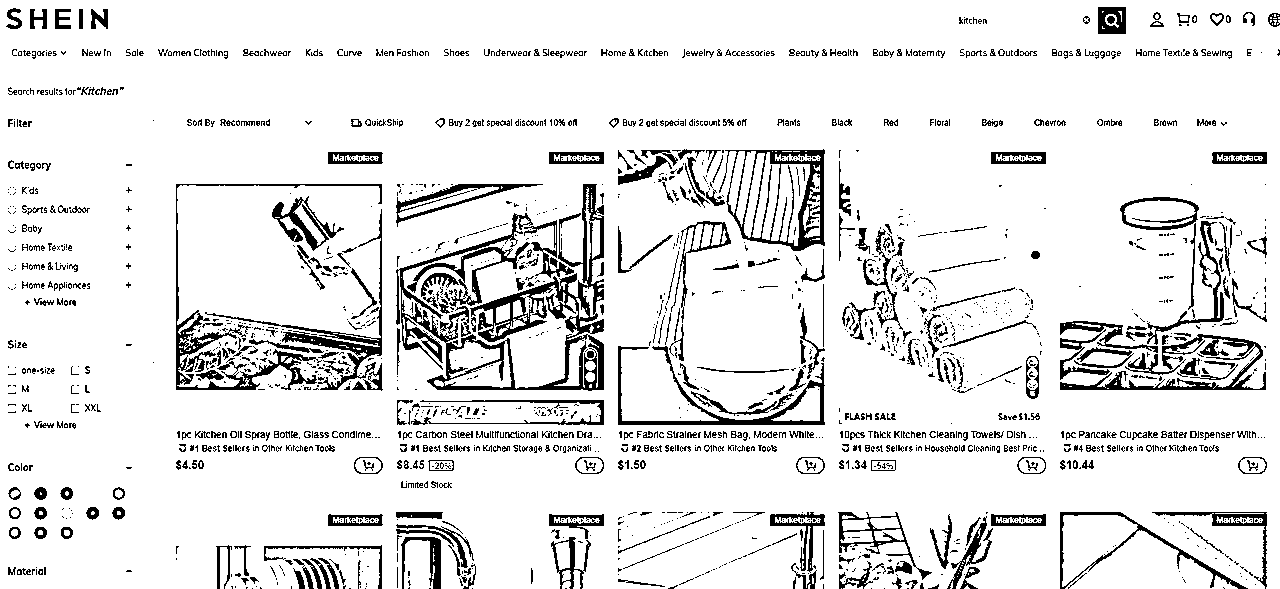 SHEIN
kitchen
0
0
Categories
New In
Sale
Women Clothing
Beachwear
Kids
Curve
Men Fashion
Shoes
Underwear & Sleepwear
Home & Kitchen
Jewelry & Accessories
Beauty & Health
Baby & Maternity
Sports & Outdoors
Bags & Luggage
Home Textile & Sewing
E
Search results for "Kitchen"
Filter
Sort By Recommend
QuickShip
Buy 2 get special discount 10% off
Buy 2 get special discount 5% off
Plants
Black
Red
Floral
Beige
Chevron
Ombre
Brown
More
Category
Kids
Sports & Outdoor
Baby
Home Textile
Home & Living
Home Appliances
+ View More
Size
one-size
S
M
L
XL
XXL
+ View More
Color
Material
Marketplace
1pc Kitchen Oil Spray Bottle, Glass Condime...
#1 Best Sellers in Other Kitchen Tools
$4.50
Marketplace
1pc Carbon Steel Multifunctional Kitchen Dra...
#1 Best Sellers in Kitchen Storage & Organizati...
$8.45 -20%
Limited Stock
Marketplace
1pc Fabric Strainer Mesh Bag, Modern White...
#2 Best Sellers in Other Kitchen Tools
$1.50
Marketplace
FLASH SALE
Save $1.56
10pcs Thick Kitchen Cleaning Towels/ Dish ...
#1 Best Sellers in Household Cleaning Best Pric...
$1.34 -54%
Marketplace
1pc Pancake Cupcake Batter Dispenser With...
#4 Best Sellers in Other Kitchen Tools
$10.44
Marketplace
Marketplace
Marketplace
Marketplace
Marketplace